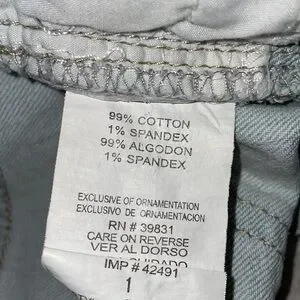 99% COTTON
1% SPANDEX
99% ALGODON
1% SPANDEX
EXCLUSIVE OF ORNAMENTATION
EXCLUSIVO DE ORNAMENTACION
RN # 39831
CARE ON REVERSE
VER AL DORSO
CUIDADO
IMP # 42491
1